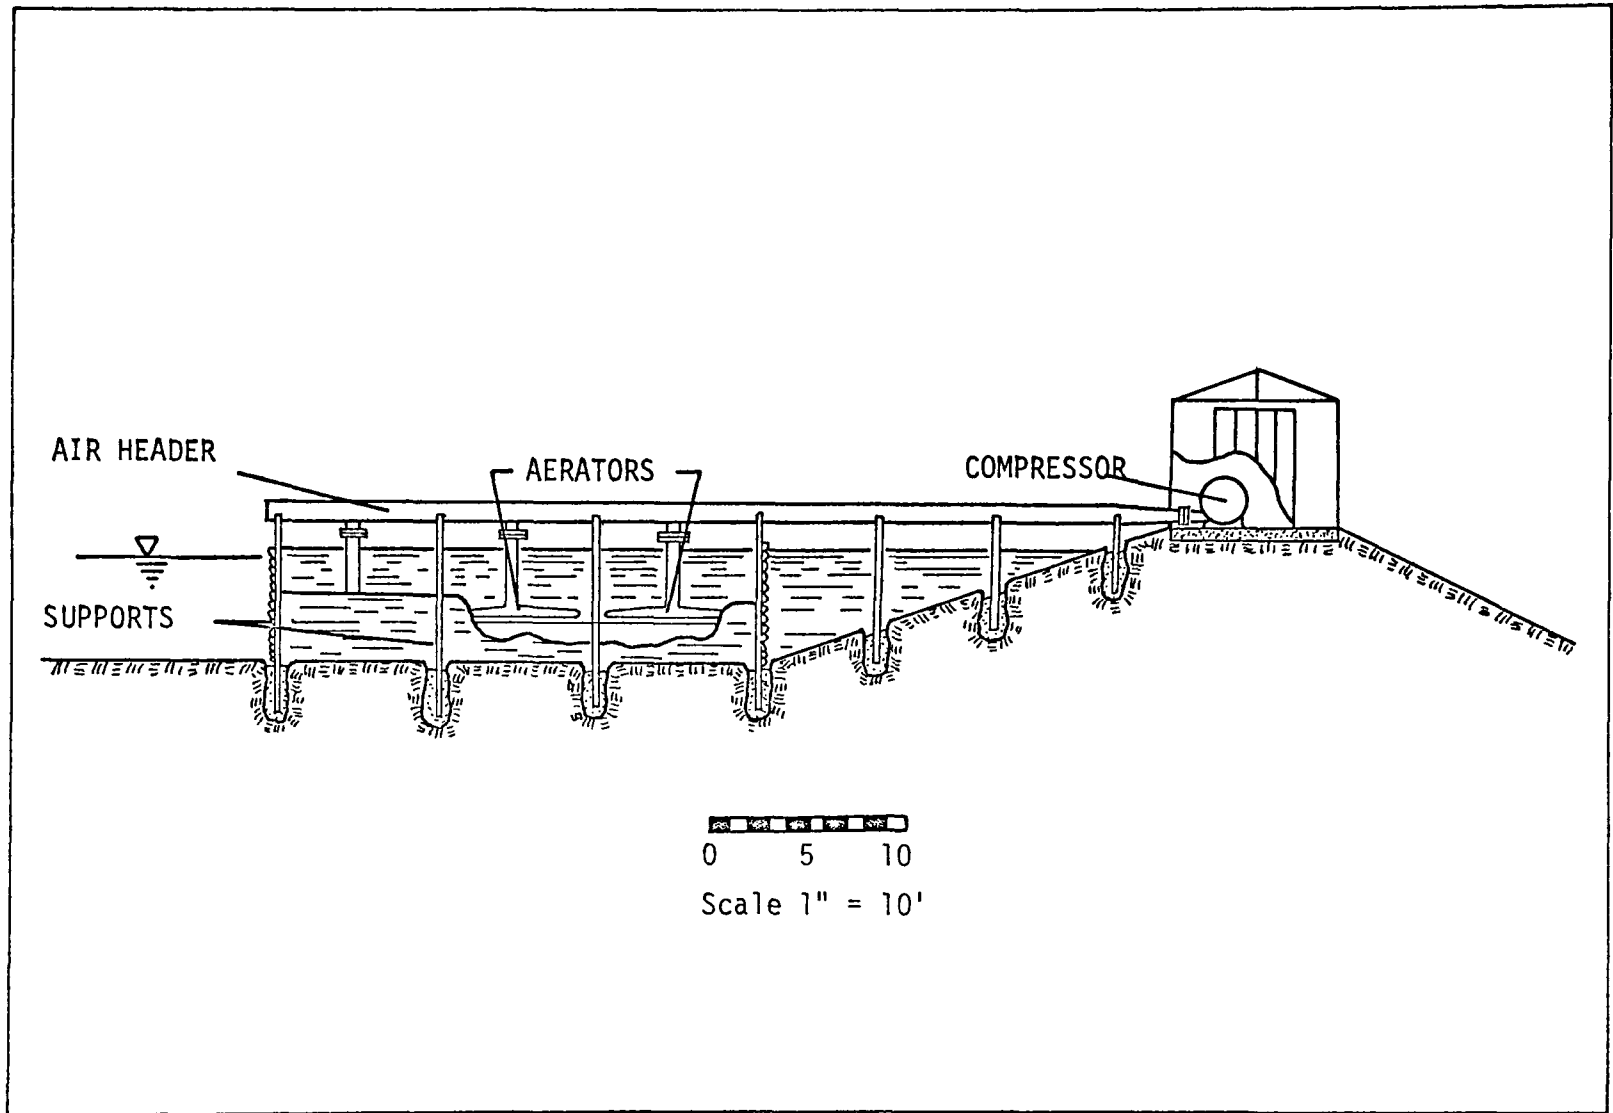 AIR HEADER
AERATORS
COMPRESSOR
SUPPORTS
0 5 10
Scale 1" = 10'